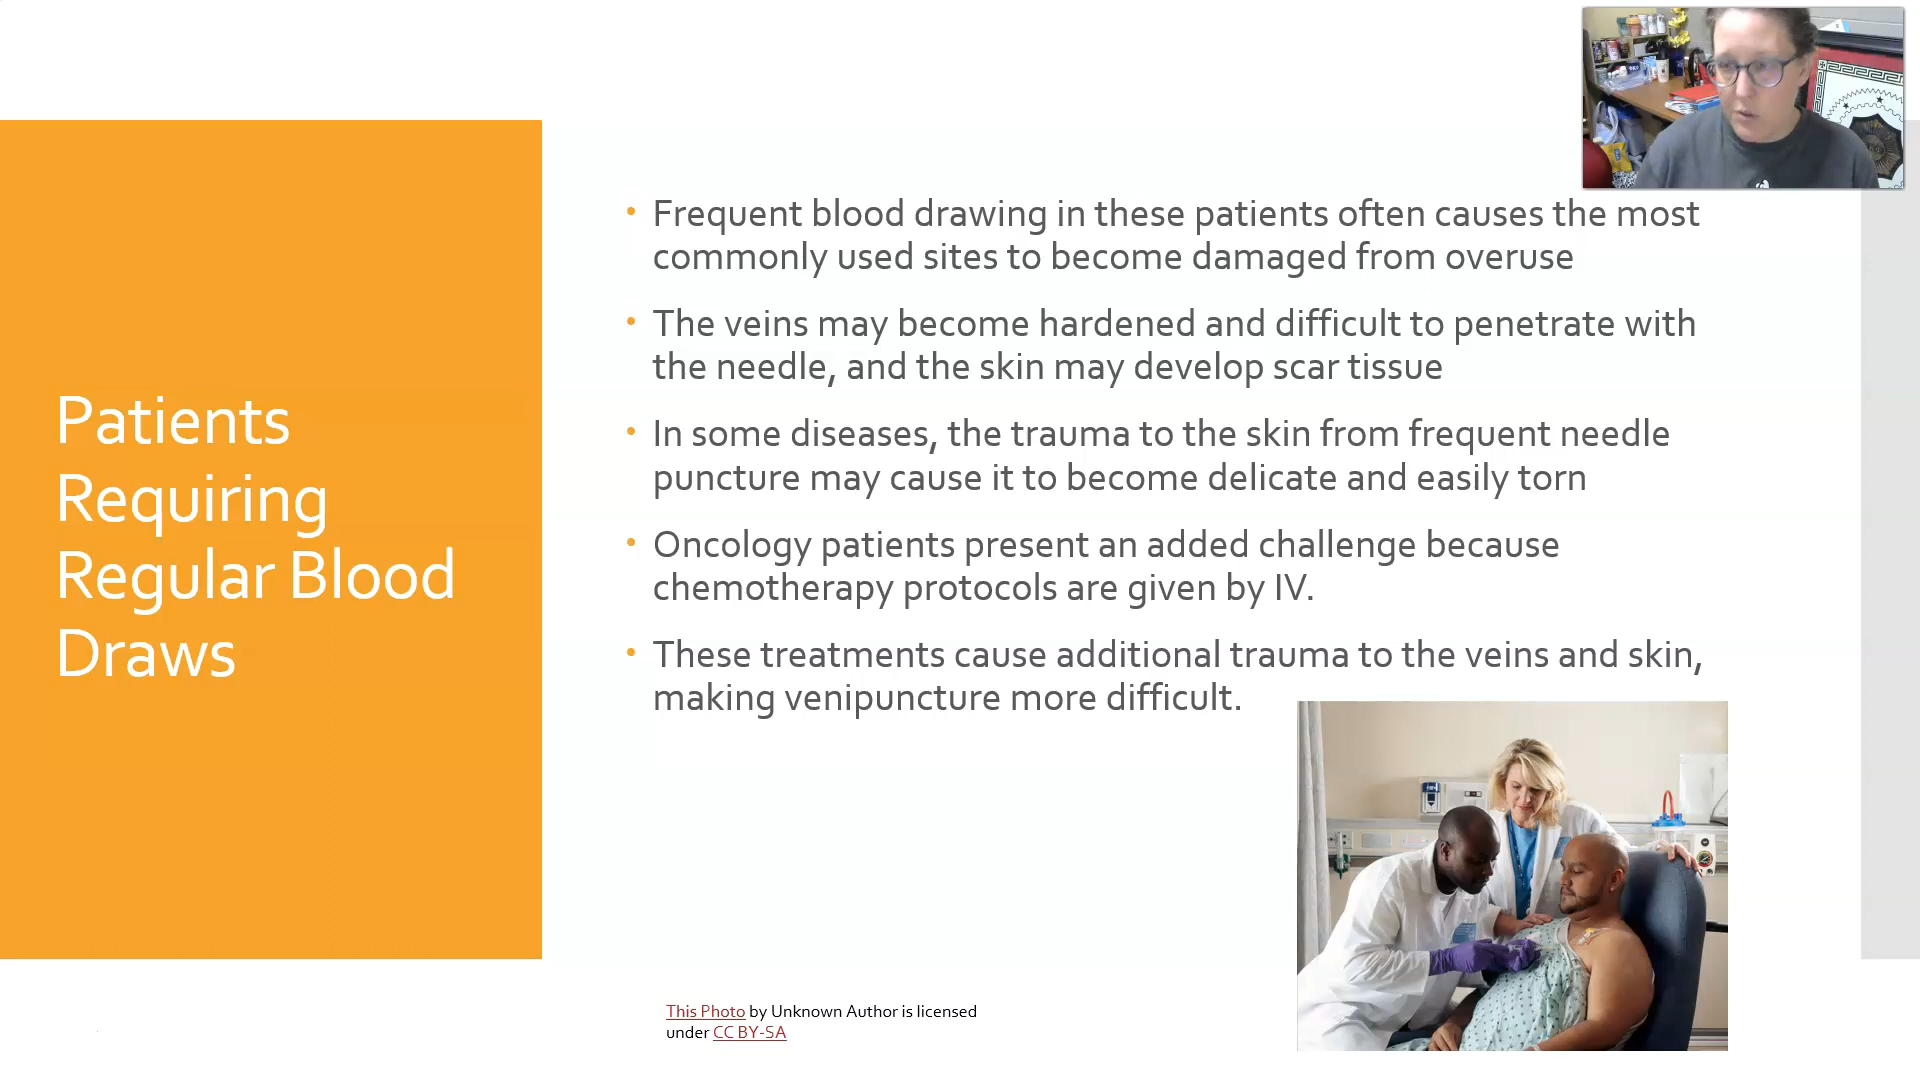 Patients
Requiring
Regular Blood
Draws
• Frequent blood drawing in these patients often causes the most
commonly used sites to become damaged from overuse
• The veins may become hardened and difficult to penetrate with
the needle, and the skin may develop scar tissue
• In some diseases, the trauma to the skin from frequent needle
puncture may cause it to become delicate and easily torn
• Oncology patients present an added challenge because
chemotherapy protocols are given by IV.
• These treatments cause additional trauma to the veins and skin,
making venipuncture more difficult.
This Photo by Unknown Author is licensed
under CC BY-SA